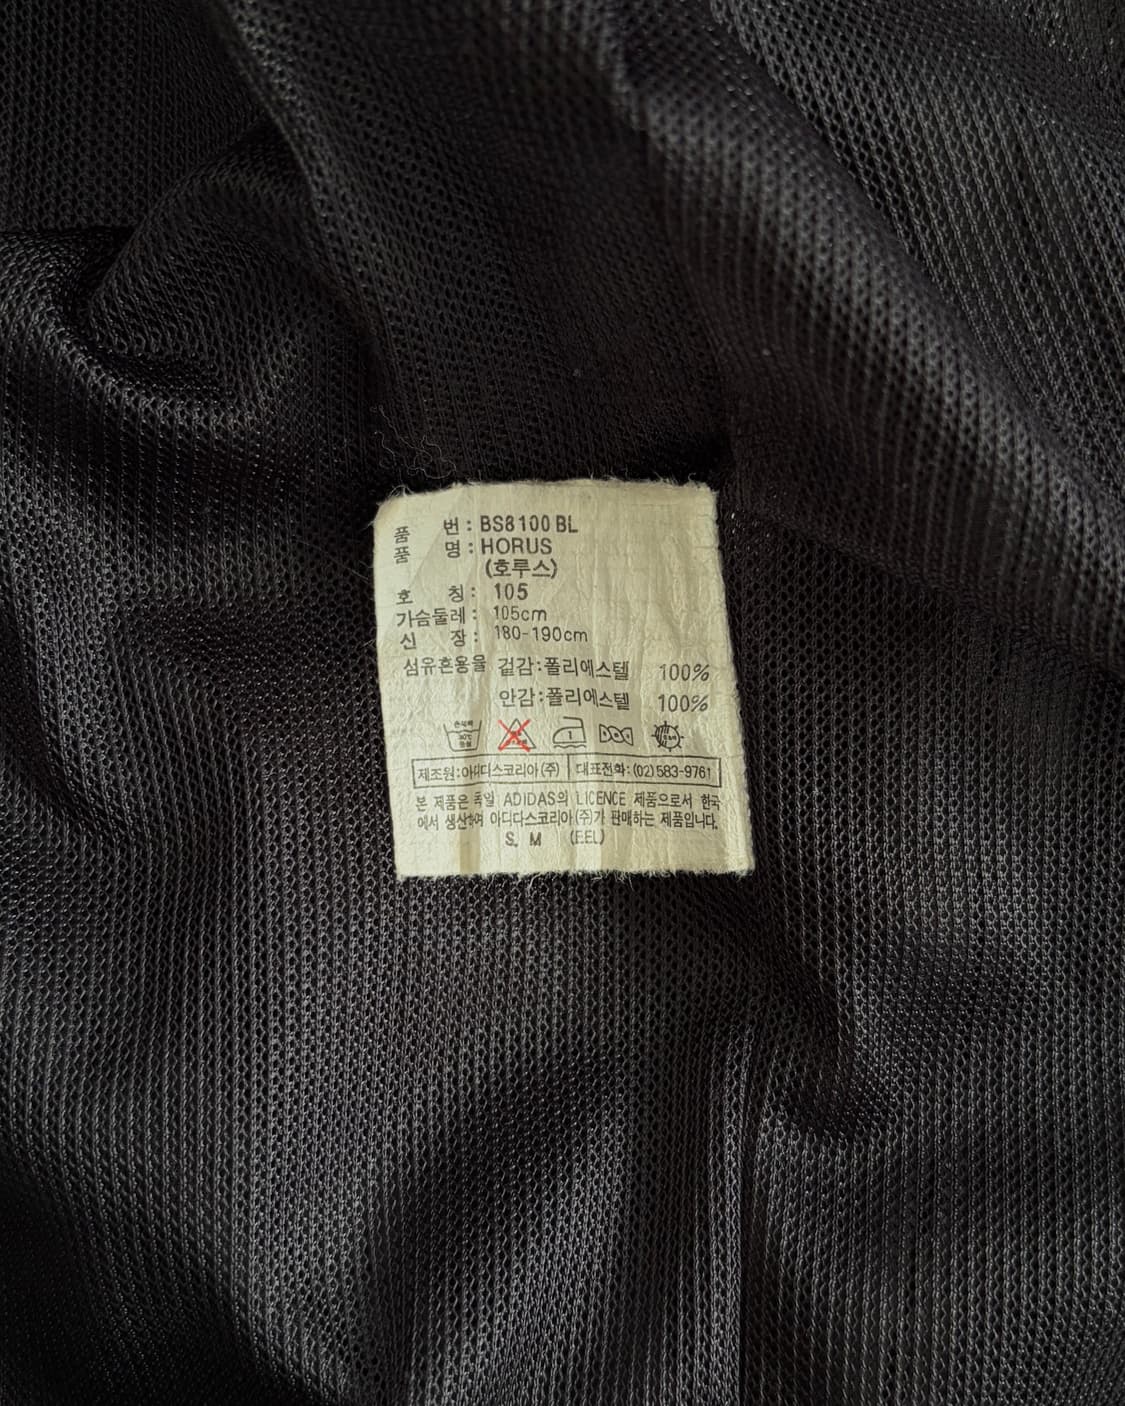 품 번 : BS8100 BL
품 명 : HORUS
(호루스)
호 칭 : 105
가슴둘레 : 105cm
신 장 : 180-190cm
섬유혼용율 겉감 : 폴리에스텔 100%
안감 : 폴리에스텔 100%
제조원 : 아디다스코리아(주) 대표전화 : (02)583-9761
본 제품은 독일 ADIDAS의 LICENCE 제품으로서 한국
에서 생산하여 아디다스코리아(주)가 판매하는 제품입니다.
S, M (EEL)